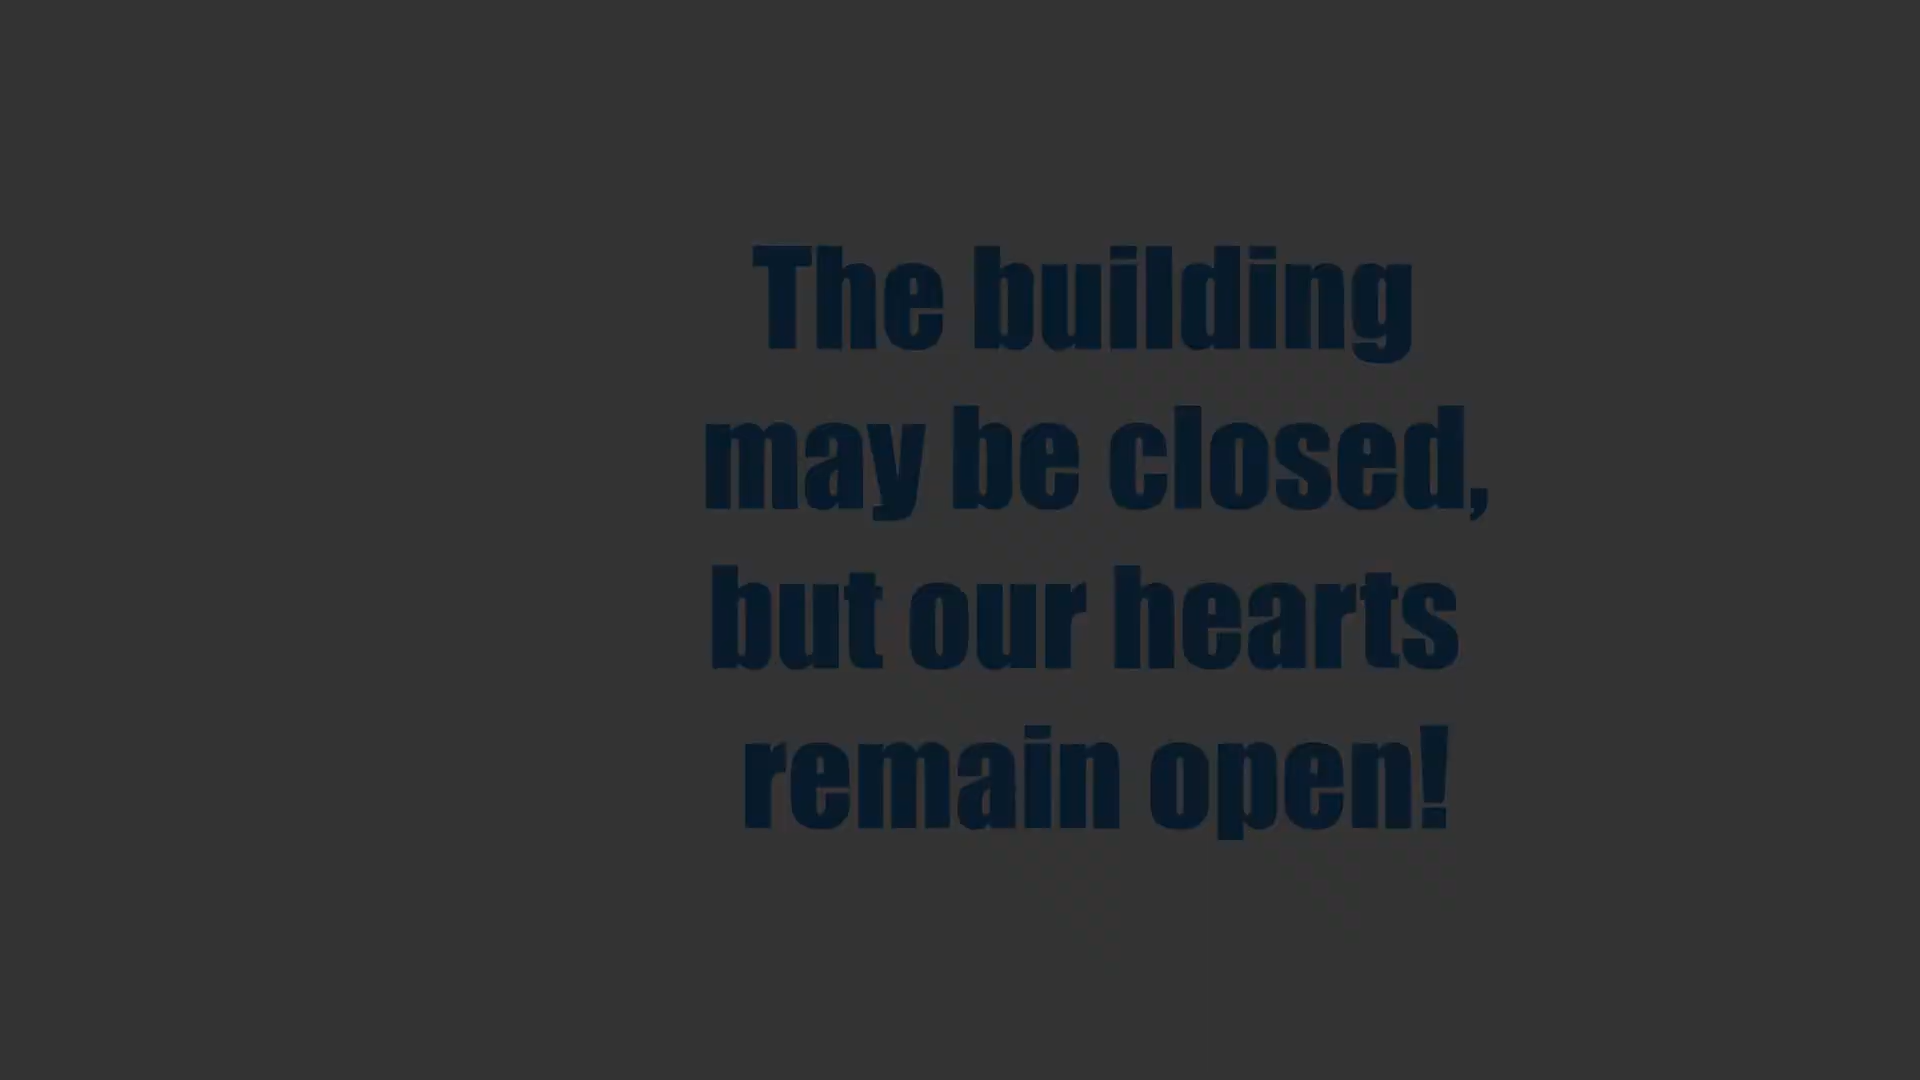 The building
may be closed,
but our hearts
remain open!